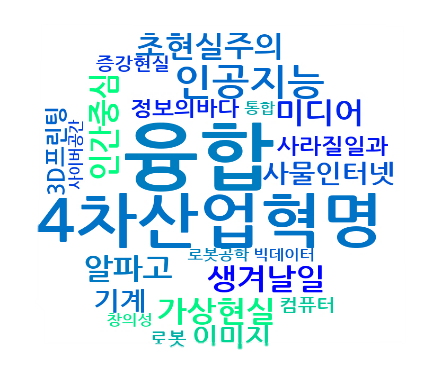 초현실주의
증강현실
인공지능
인간중심
정보의바다
통합
미디어
3D프린팅
사이버공간
융합
사라질일과
사물인터넷
4차산업혁명
알파고
로봇공학
빅데이터
생겨날일
기계
가상현실
컴퓨터
창의성
로봇
이미지